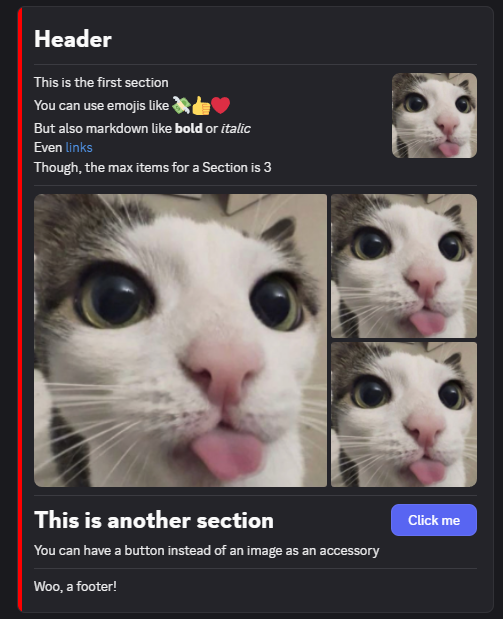 Header
This is the first section
You can use emojis like 💸👍❤️
But also markdown like bold or italic
Even links
Though, the max items for a Section is 3
This is another section
Click me
You can have a button instead of an image as an accessory
Woo, a footer!